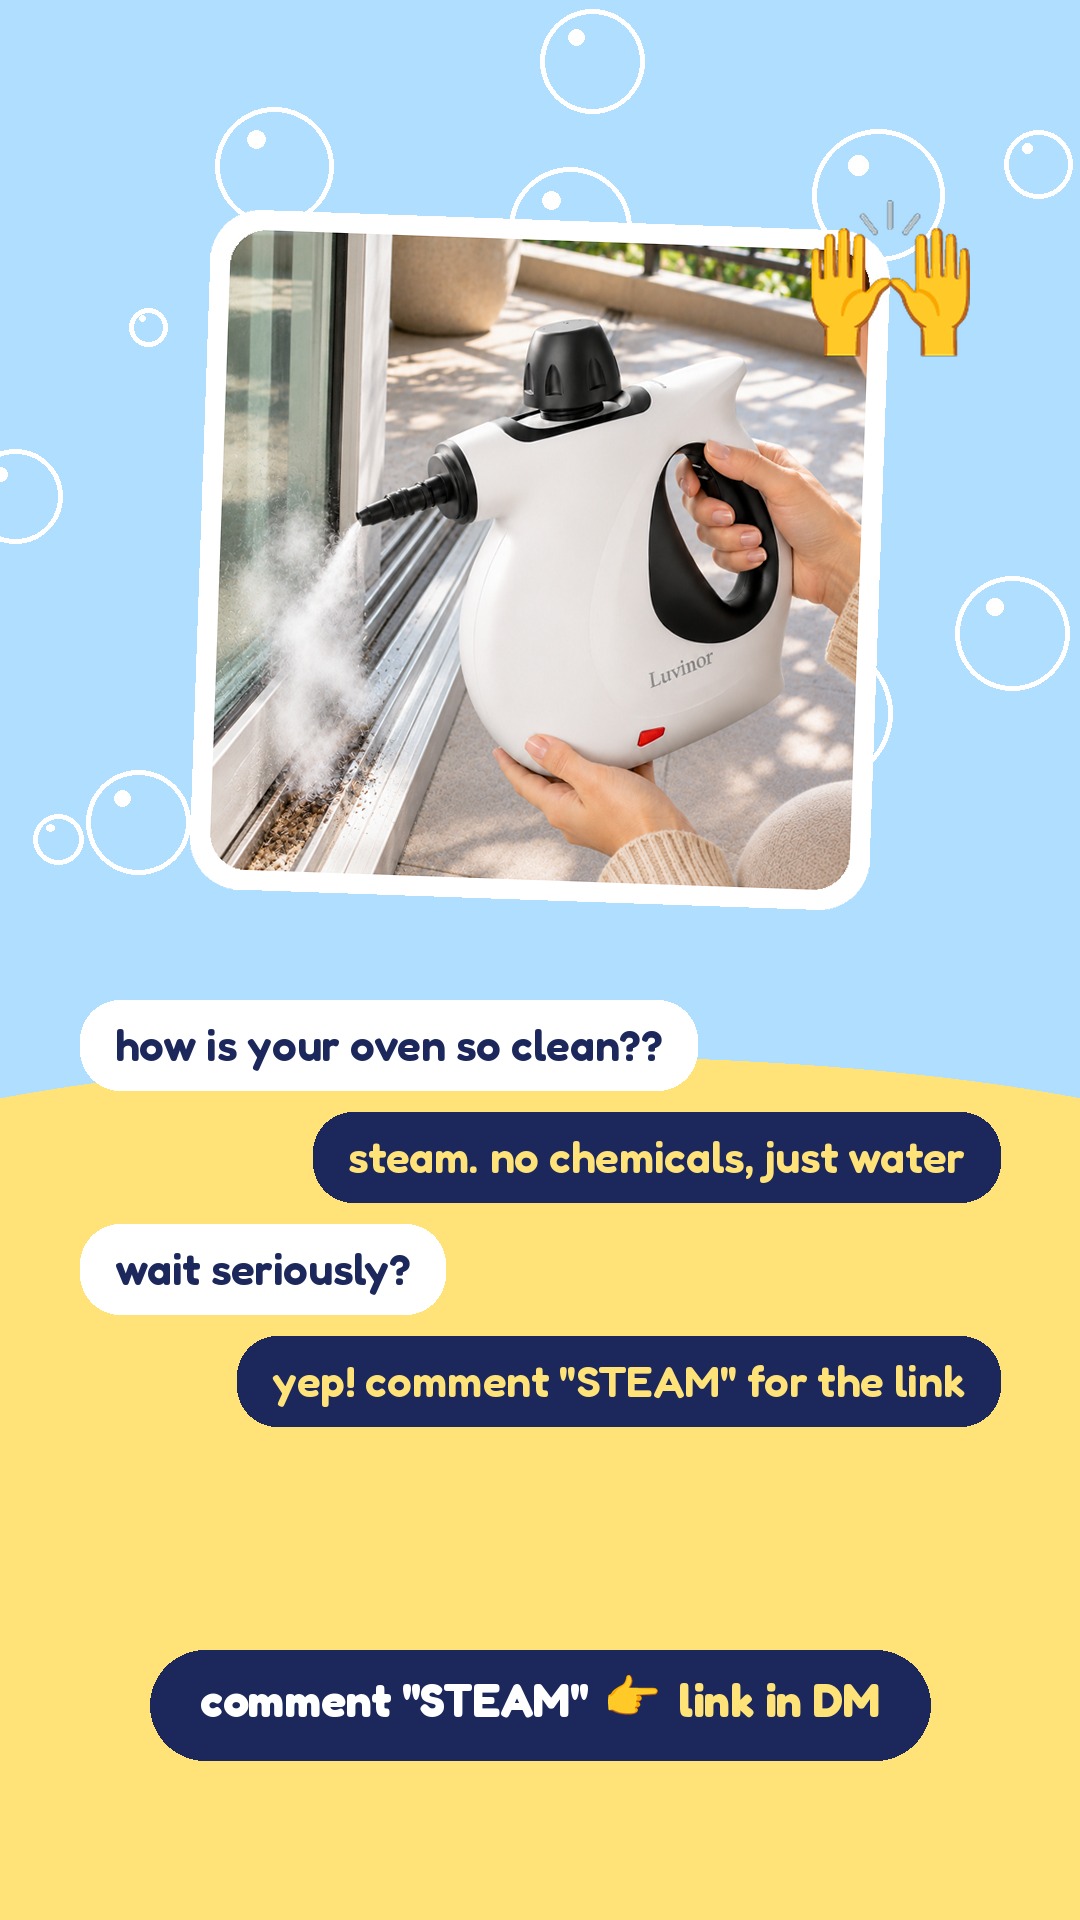 Luvinor
how is your oven so clean??
steam. no chemicals, just water
wait seriously?
yep! comment "STEAM" for the link
comment "STEAM" 👉 link in DM